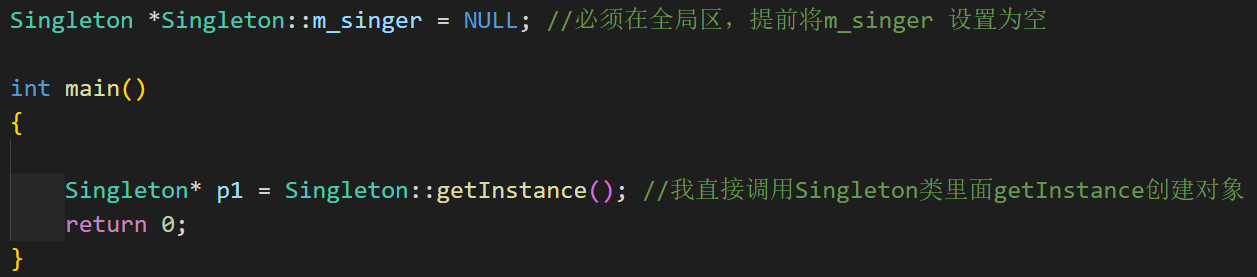 Singleton *Singleton::m_singer = NULL; //必须在全局区，提前将m_singer 设置为空
int main()
{
Singleton* p1 = Singleton::getInstance(); //我直接调用Singleton类里面getInstance创建对象
return 0;
}